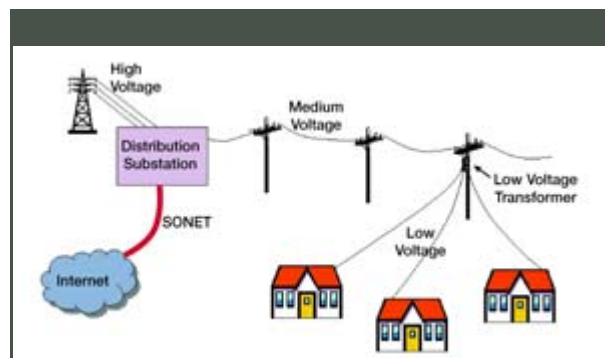 High
Voltage
Medium
Voltage
Distribution
Substation
Low Voltage
Transformer
SONET
Low
Voltage
Internet